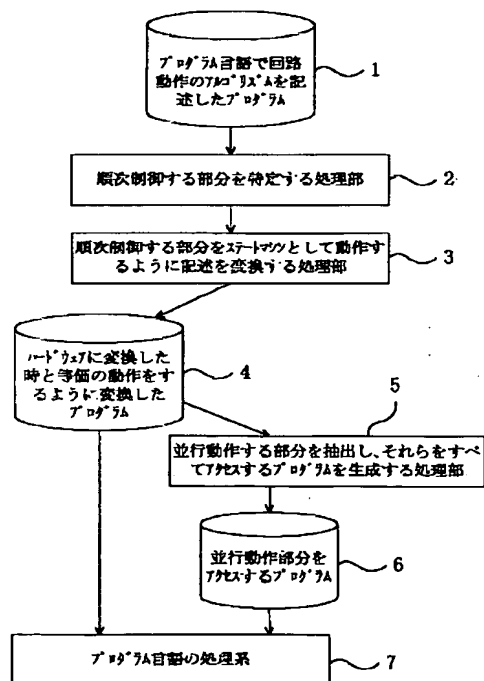 ﾌﾟﾛｸﾞﾗﾑ言語で回路
動作のｱﾙｺﾞﾘｽﾞﾑを記
述したﾌﾟﾛｸﾞﾗﾑ
1
順次制御する部分を特定する処理部
2
順次制御する部分をｽﾃｰﾄﾏｼﾝとして動作す
るように記述を変換する処理部
3
ﾊｰﾄﾞｳｪｱに変換した
時と等価の動作をす
るように変換した
ﾌﾟﾛｸﾞﾗﾑ
4
5
並行動作する部分を抽出し、それらをすべ
てｱｸｾｽするﾌﾟﾛｸﾞﾗﾑを生成する処理部
並行動作部分を
ｱｸｾｽするﾌﾟﾛｸﾞﾗﾑ
6
ﾌﾟﾛｸﾞﾗﾑ言語の処理系
7